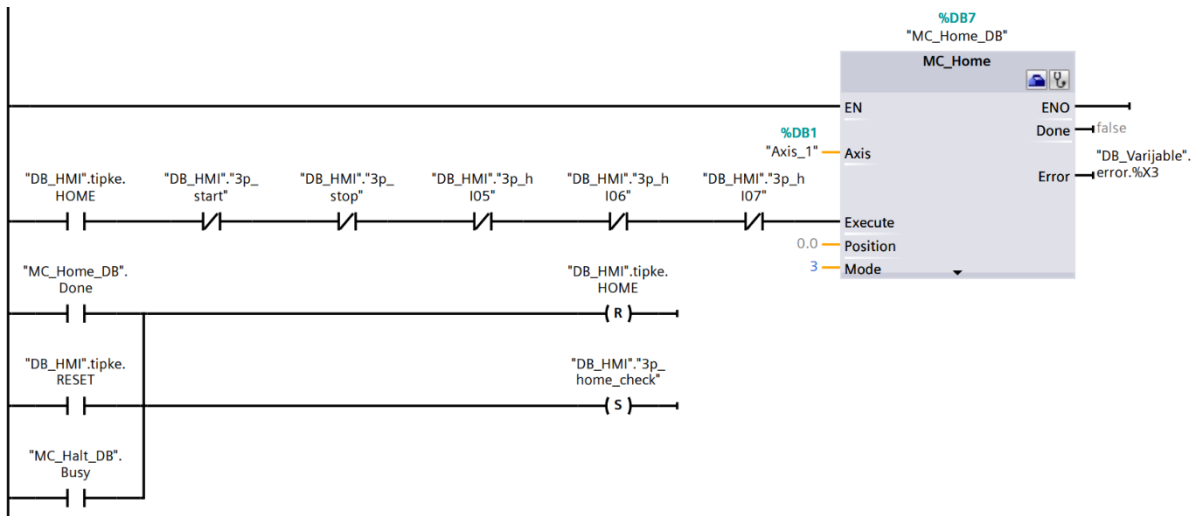 %DB7
"MC_Home_DB"
MC_Home
EN
ENO
%DB1
"Axis_1"
Axis
Done
false
Error
"DB_Varijable".
error.%X3
"DB_HMI".tipke.
HOME
"DB_HMI"."3p_
start"
"DB_HMI"."3p_
stop"
"DB_HMI"."3p_h
I05"
"DB_HMI"."3p_h
I06"
"DB_HMI"."3p_h
I07"
Execute
0.0
Position
3
Mode
"MC_Home_DB".
Done
"DB_HMI".tipke.
HOME
R
"DB_HMI".tipke.
RESET
"DB_HMI"."3p_
home_check"
S
"MC_Halt_DB".
Busy